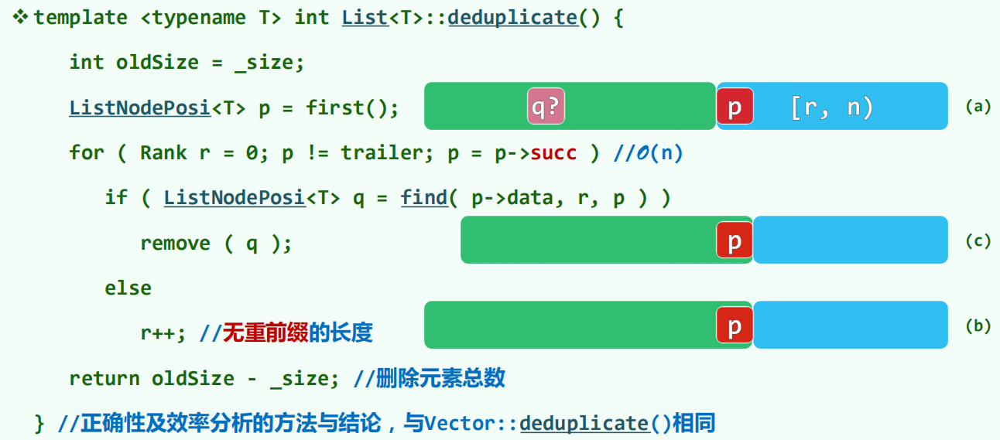 ❖ template <typename T> int List<T>::deduplicate() {
int oldSize = _size;
ListNodePosi<T> p = first(); q? p [r, n) (a)
for ( Rank r = 0; p != trailer; p = p->succ ) //𝒪(n)
if ( ListNodePosi<T> q = find( p->data, r, p ) )
remove ( q ); p (c)
else
r++; //无重前缀的长度 p (b)
return oldSize - _size; //删除元素总数
} //正确性及效率分析的方法与结论，与Vector::deduplicate()相同